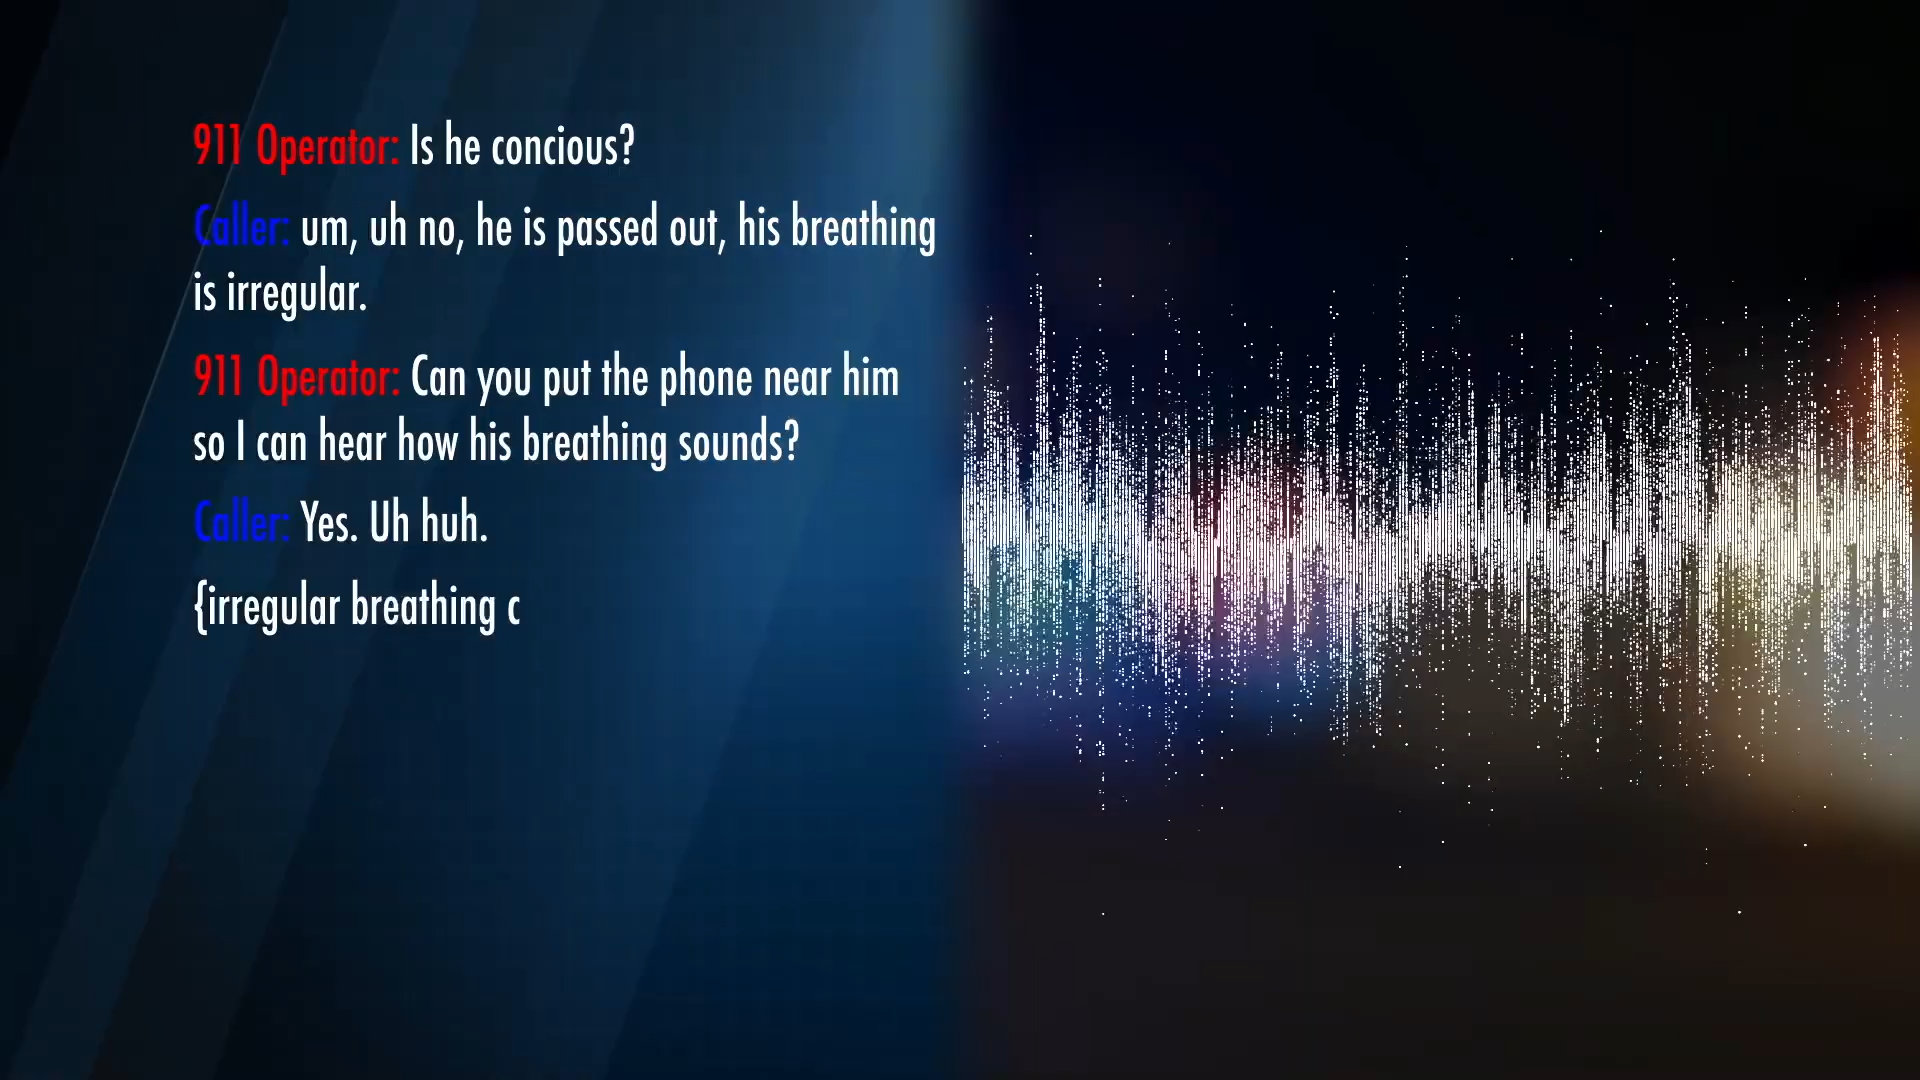 911 Operator: Is he concious?
Caller: um, uh no, he is passed out, his breathing
is irregular.
911 Operator: Can you put the phone near him
so I can hear how his breathing sounds?
Caller: Yes. Uh huh.
{irregular breathing c